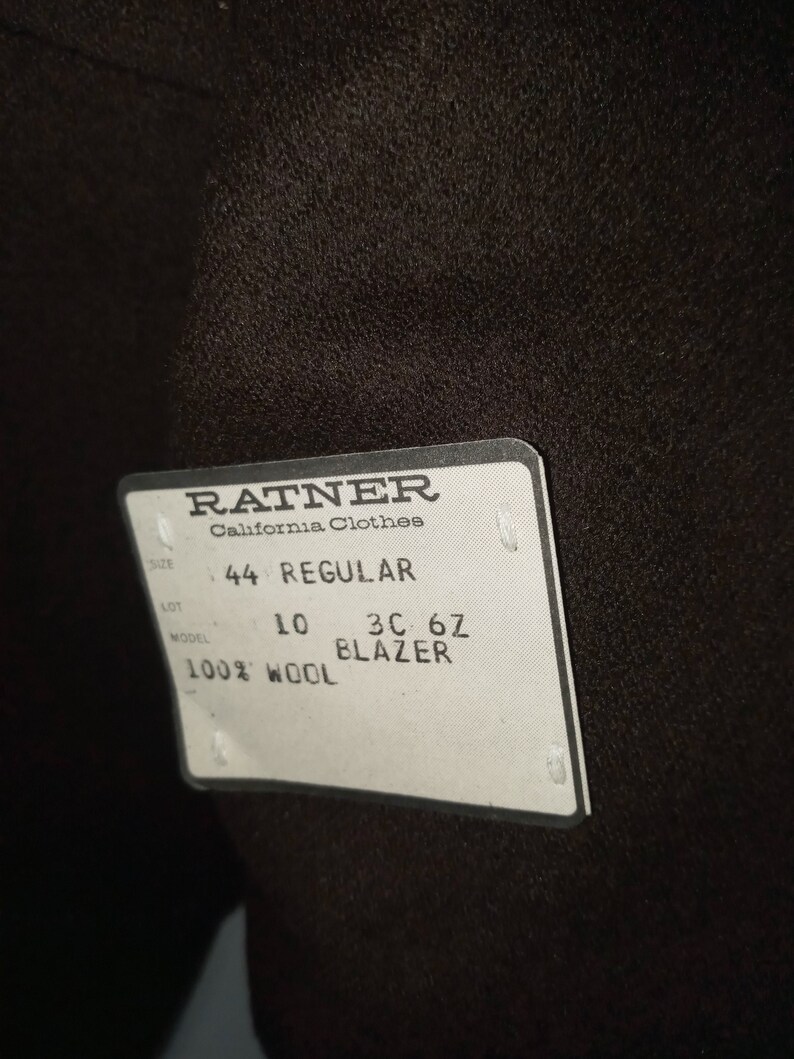 RATNER
California Clothes
SIZE 44 REGULAR
LOT 10 3C 6Z
MODEL BLAZER
100% WOOL